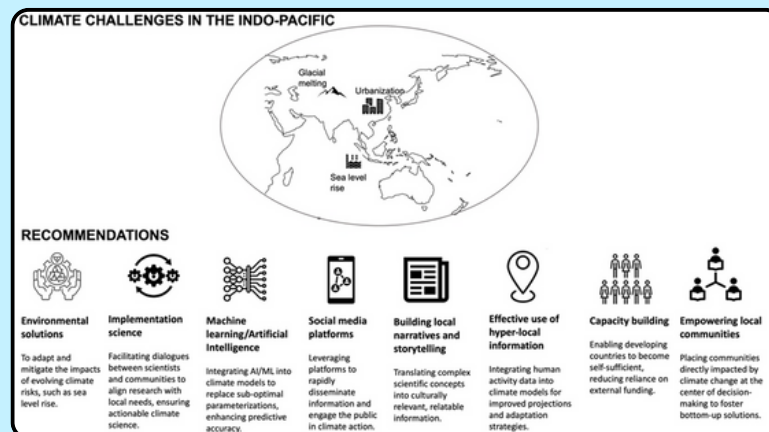 CLIMATE CHALLENGES IN THE INDO-PACIFIC
Glacial
melting
Urbanization
Sea level
rise
RECOMMENDATIONS
Environmental
solutions
To adapt and
mitigate the impacts
of evolving climate
risks, such as sea
level rise.
Implementation
science
Facilitating dialogues
between scientists
and communities to
align research with
local needs, ensuring
actionable climate
science.
Machine
learning/Artificial
Intelligence
Integrating AI/ML into
climate models to
replace sub-optimal
parameterizations,
enhancing predictive
accuracy.
Social media
platforms
Leveraging
platforms to
rapidly
disseminate
information and
engage the public
in climate action.
Building local
narratives and
storytelling
Translating complex
scientific concepts
into culturally
relevant, relatable
information.
Effective use of
hyper-local
information
Integrating human
activity data into
climate models for
improved projections
and adaptation
strategies.
Capacity building
Enabling developing
countries to become
self-sufficient,
reducing reliance on
external funding.
Empowering local
communities
Placing communities
directly impacted by
climate change at the
center of decision-
making to foster
bottom-up solutions.